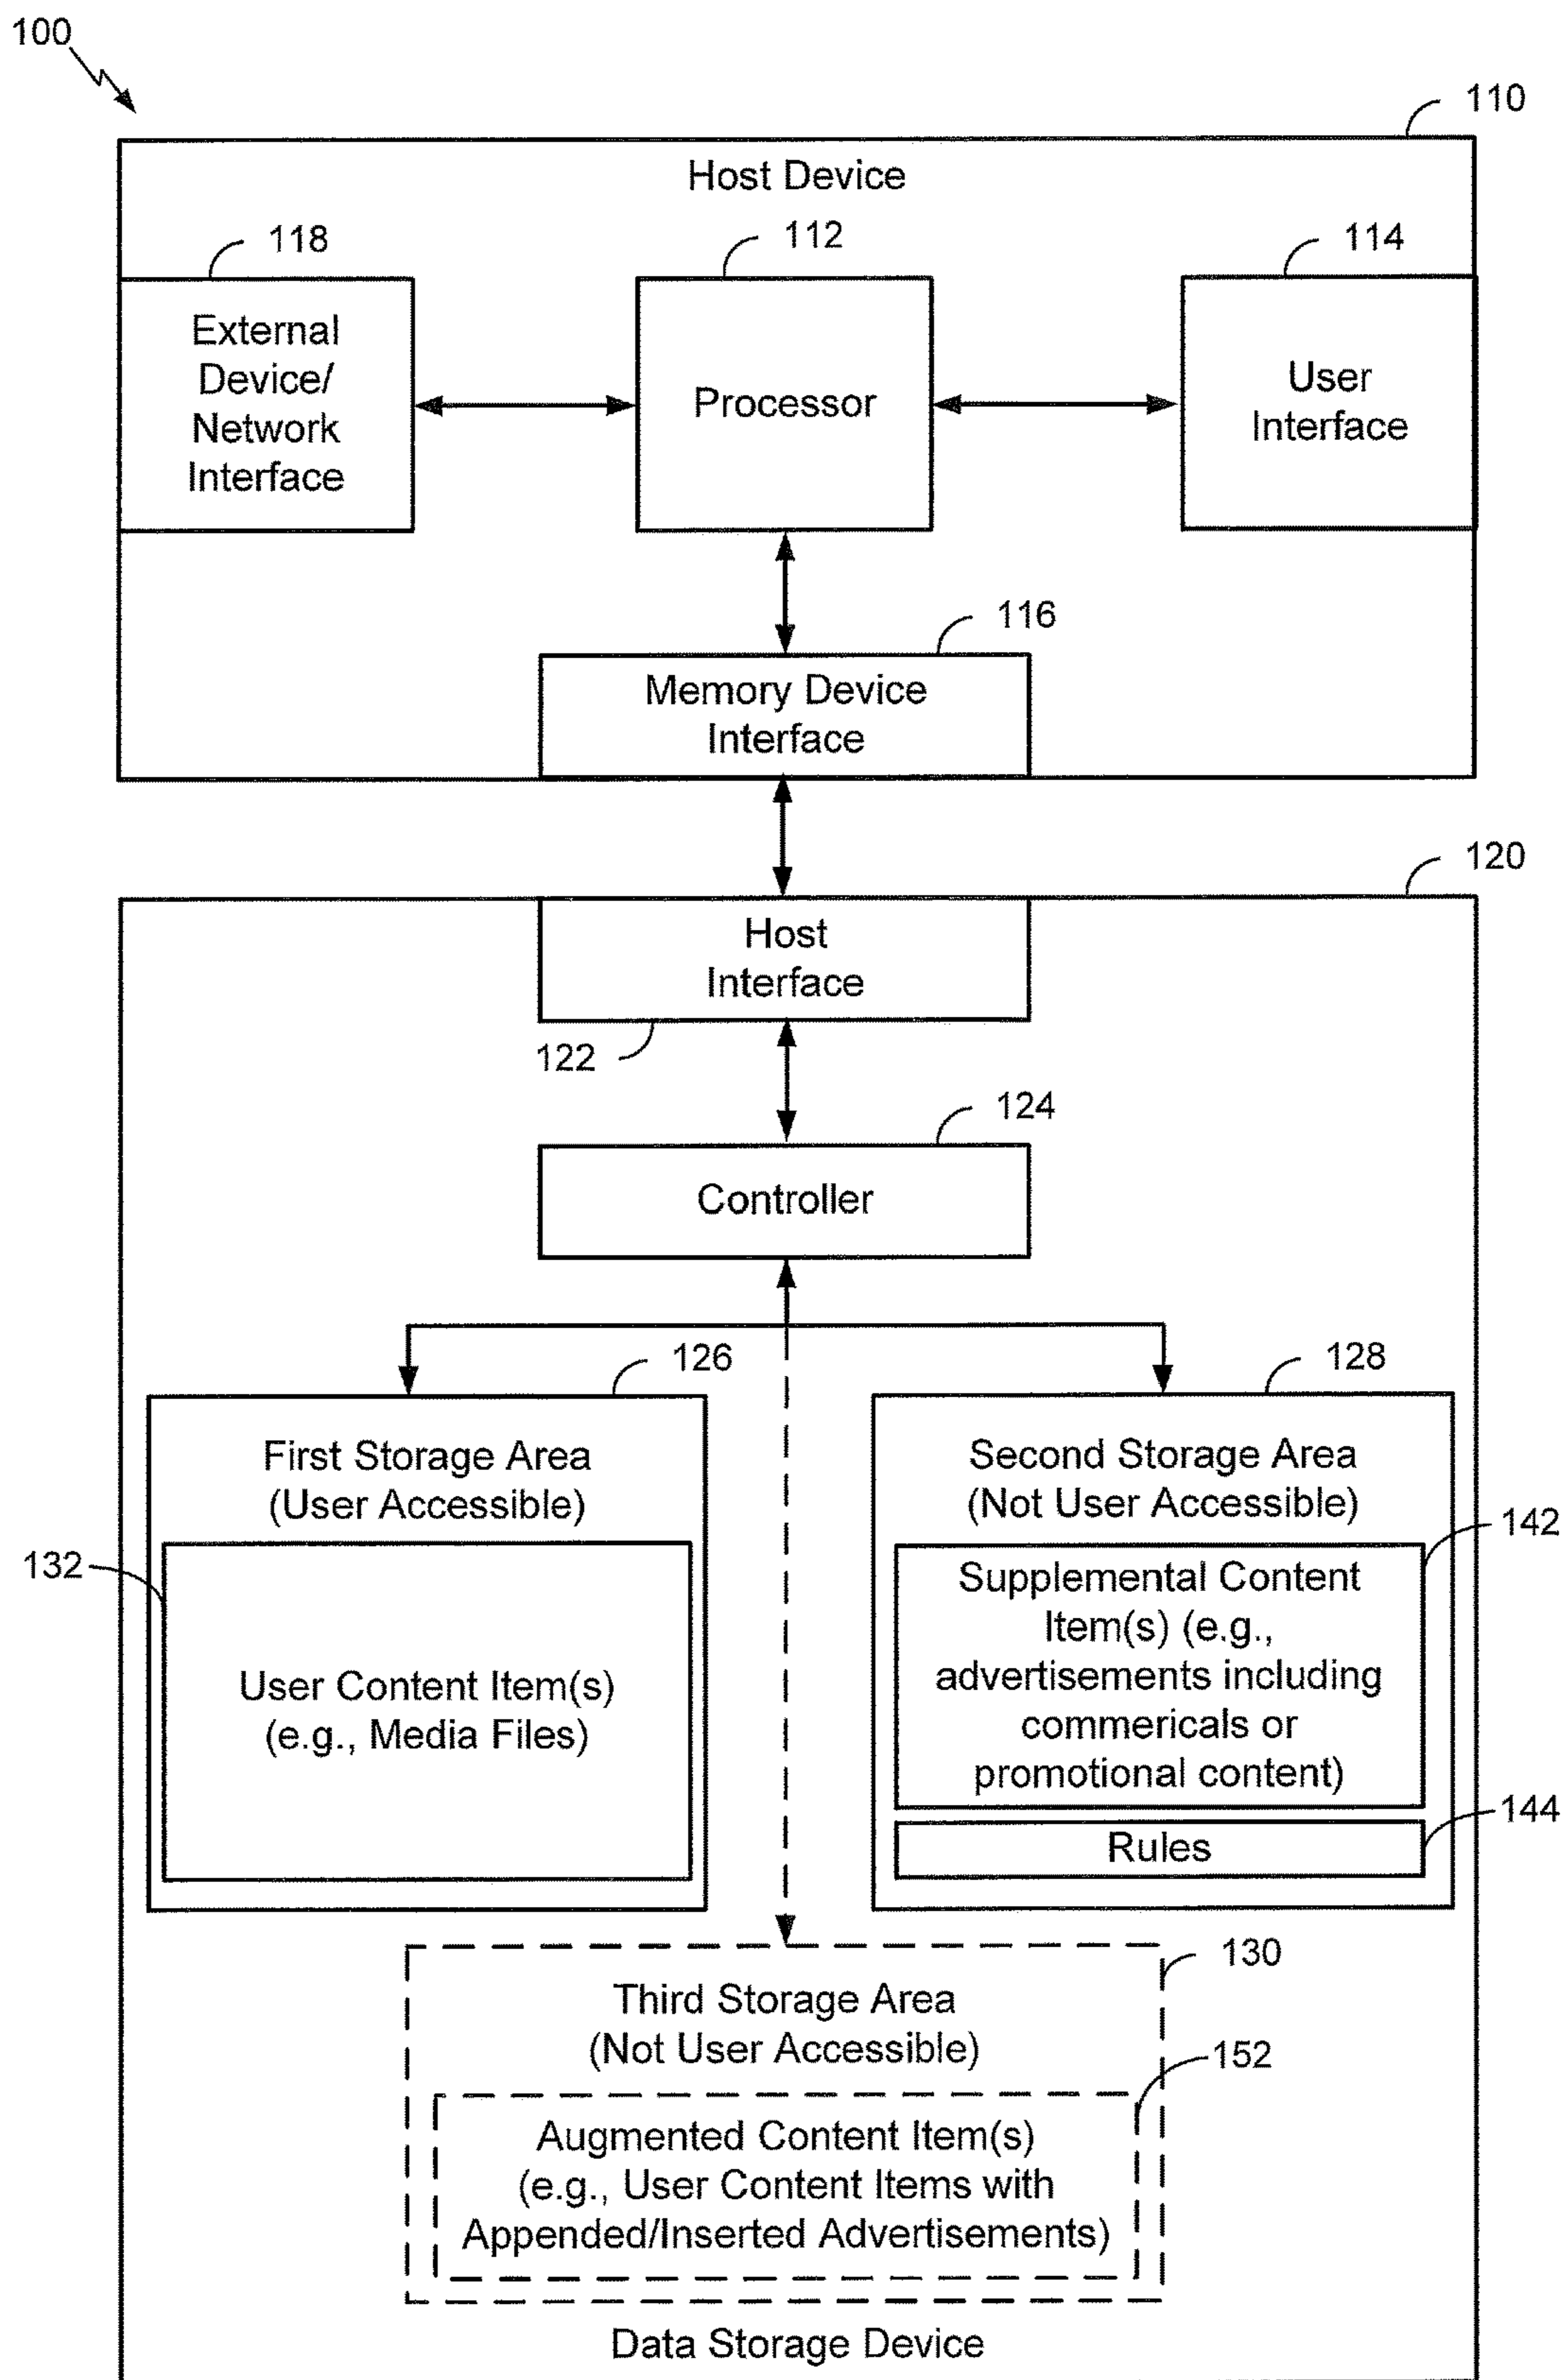 100
110
Host Device
118
112
114
External
Device/
Network
Interface
Processor
User
Interface
116
Memory Device
Interface
120
Host
Interface
122
124
Controller
126
128
First Storage Area
(User Accessible)
Second Storage Area
(Not User Accessible)
132
142
User Content Item(s)
(e.g., Media Files)
Supplemental Content
Item(s) (e.g.,
advertisements including
commericals or
promotional content)
144
Rules
130
Third Storage Area
(Not User Accessible)
152
Augmented Content Item(s)
(e.g., User Content Items with
Appended/Inserted Advertisements)
Data Storage Device